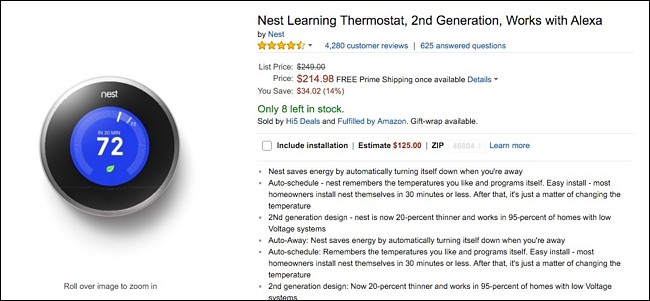 Nest Learning Thermostat, 2nd Generation, Works with Alexa
by Nest
4,280 customer reviews | 625 answered questions
List Price: $249.00
Price: $214.98 FREE Prime Shipping once available Details
You Save: $34.02 (14%)
Only 8 left in stock.
Sold by Hi5 Deals and Fulfilled by Amazon. Gift-wrap available.
Include installation | Estimate $125.00 | ZIP 46804 Learn more
nest
IN 20 MIN
72
Roll over image to zoom in
• Nest saves energy by automatically turning itself down when you're away
• Auto-schedule - nest remembers the temperatures you like and programs itself. Easy install - most
homeowners install nest themselves in 30 minutes or less. After that, it's just a matter of changing the
temperature
• 2Nd generation design - nest is now 20-percent thinner and works in 95-percent of homes with low
Voltage systems
• Auto-Away: Nest saves energy by automatically turning itself down when you're away
• Auto-schedule: Remembers the temperatures you like and programs itself. Easy install - most
homeowners install nest themselves in 30 minutes or less. After that, it's just a matter of changing the
temperature
• 2nd generation design: Now 20-percent thinner and works in 95-percent of homes with low Voltage
systems